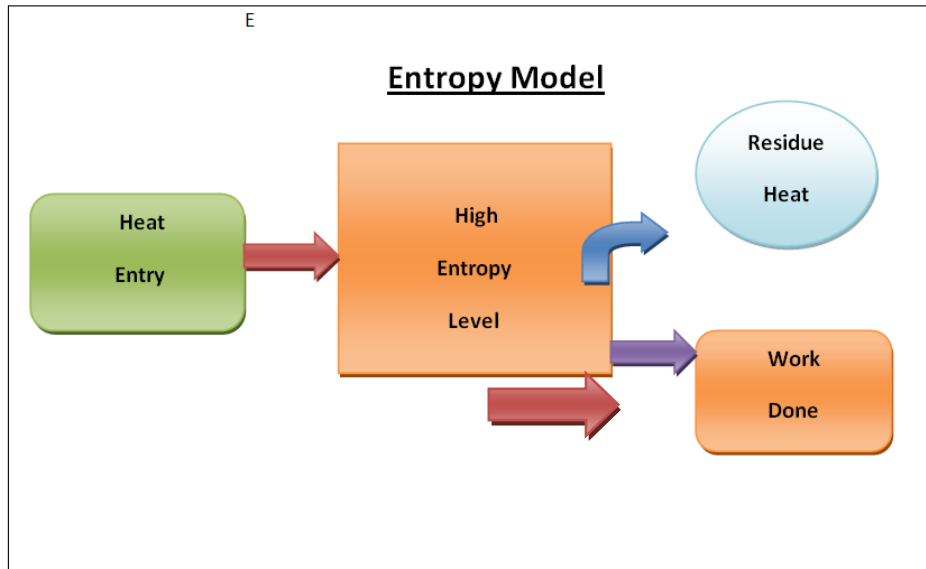 E
Entropy Model
Heat
Entry
High
Entropy
Level
Residue
Heat
Work
Done